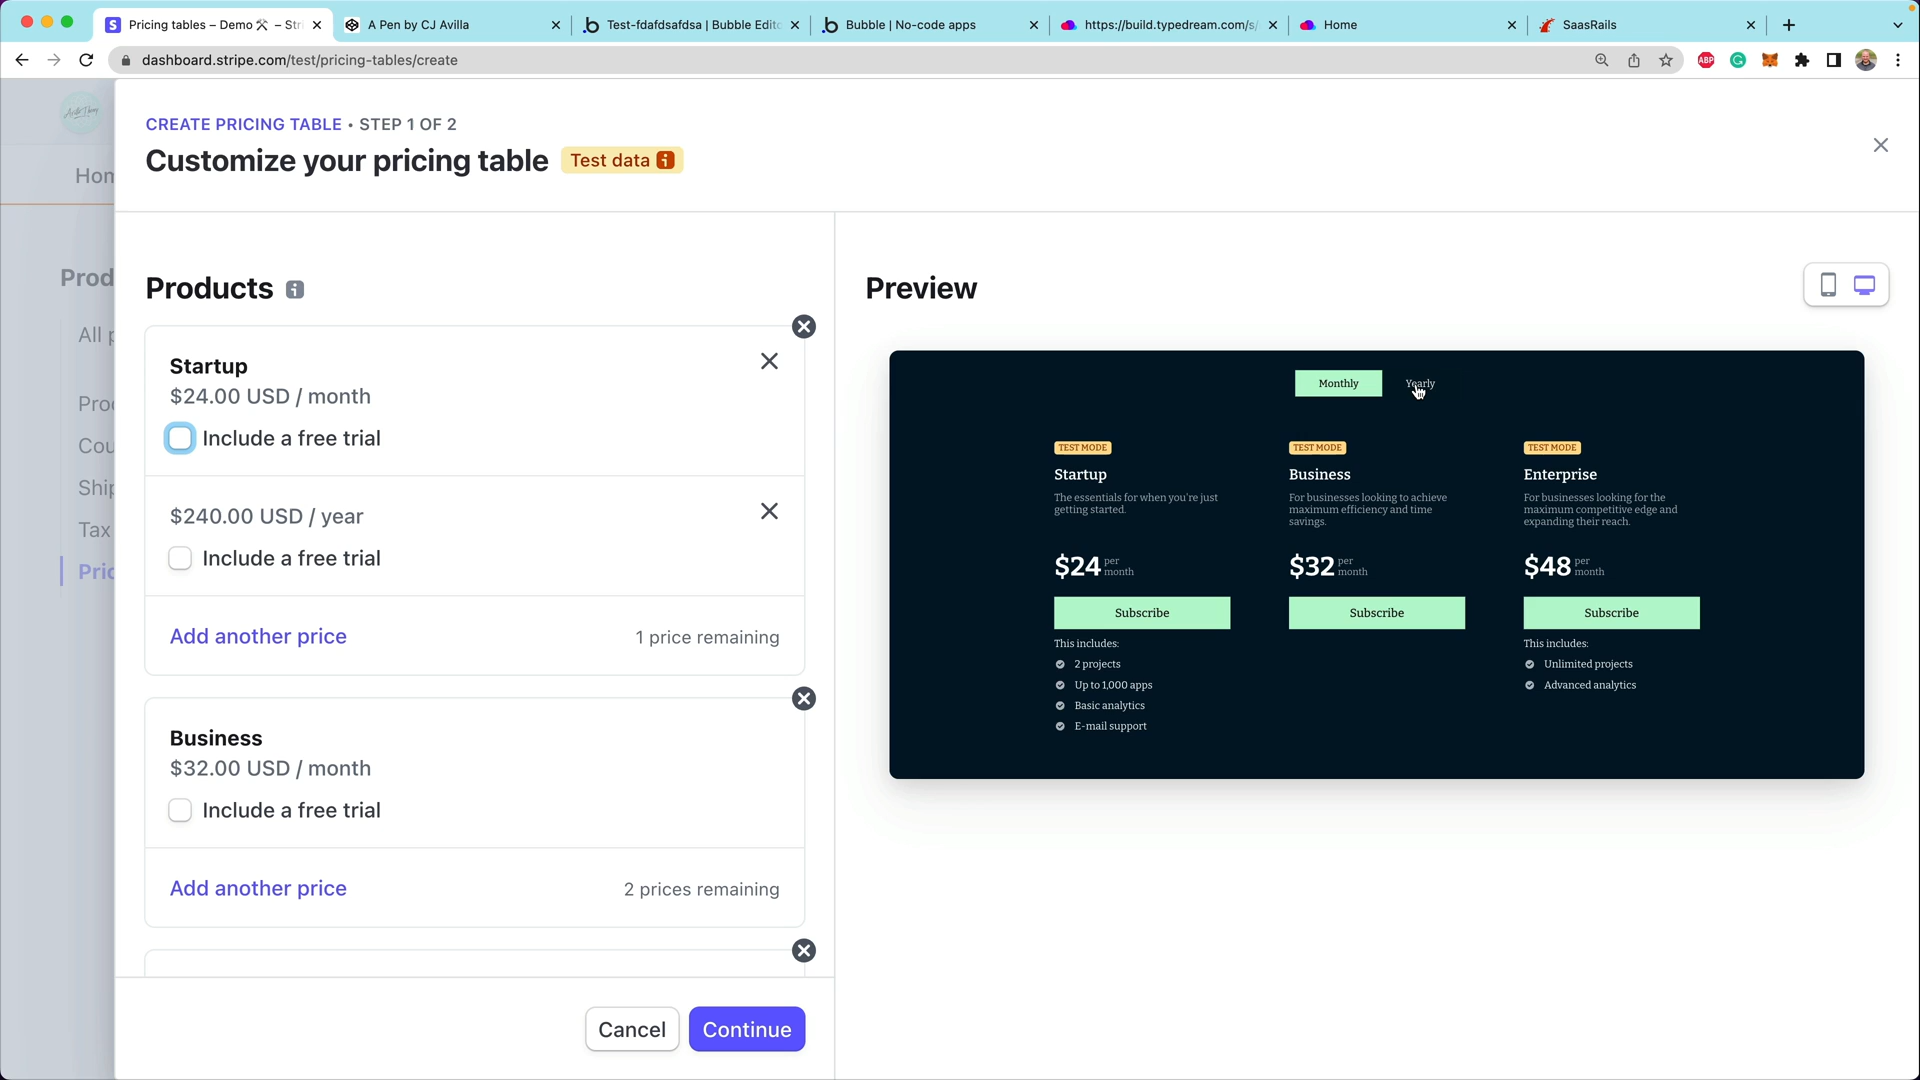 Pricing tables – Demo ⚒ – Stri
A Pen by CJ Avilla
Test-fdafdsafdsa | Bubble Edito
Bubble | No-code apps
https://build.typedream.com/s/
Home
SaasRails
dashboard.stripe.com/test/pricing-tables/create
ABP
CREATE PRICING TABLE • STEP 1 OF 2
Customize your pricing table
Test data
Hom
Prod
All p
Proc
Cou
Ship
Tax
Pric
Products
Startup
$24.00 USD / month
Include a free trial
$240.00 USD / year
Include a free trial
Add another price
1 price remaining
Business
$32.00 USD / month
Include a free trial
Add another price
2 prices remaining
Cancel
Continue
Preview
Monthly
Yearly
TEST MODE
Startup
The essentials for when you're just
getting started.
$24 per
month
Subscribe
This includes:
2 projects
Up to 1,000 apps
Basic analytics
E-mail support
TEST MODE
Business
For businesses looking to achieve
maximum efficiency and time
savings.
$32 per
month
Subscribe
TEST MODE
Enterprise
For businesses looking for the
maximum competitive edge and
expanding their reach.
$48 per
month
Subscribe
This includes:
Unlimited projects
Advanced analytics